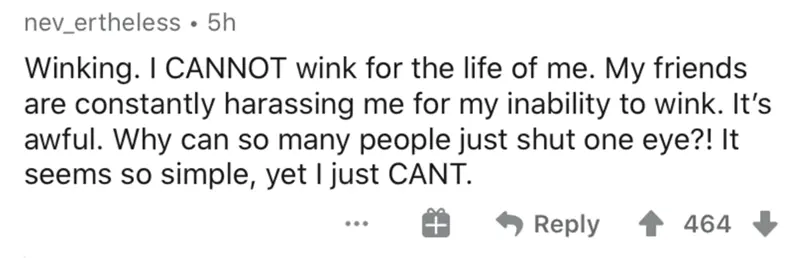 nev_ertheless • 5h
Winking. I CANNOT wink for the life of me. My friends
are constantly harassing me for my inability to wink. It's
awful. Why can so many people just shut one eye?! It
seems so simple, yet I just CANT.
... Reply 464